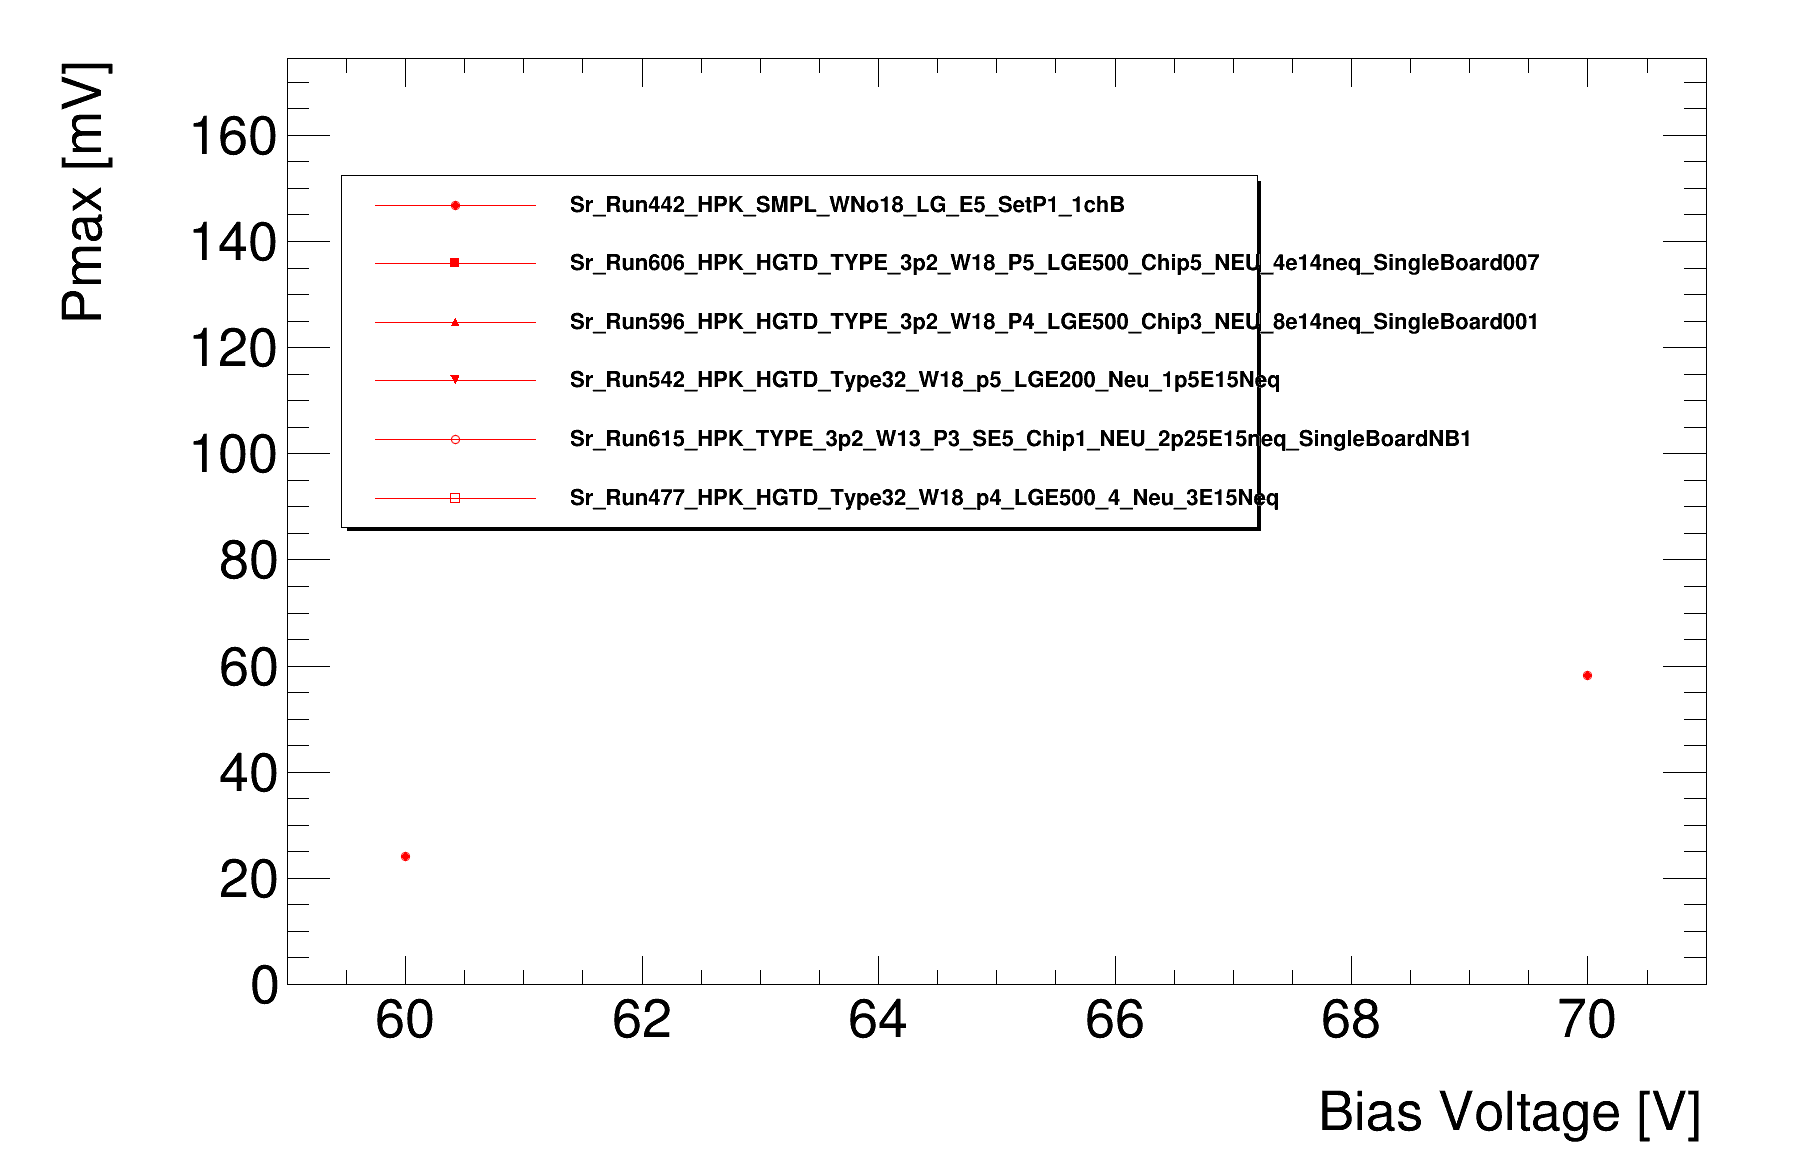 Pmax [mV]
160
140
120
100
80
60
40
20
0
Sr_Run442_HPK_SMPL_WNo18_LG_E5_SetP1_1chB
Sr_Run606_HPK_HGTD_TYPE_3p2_W18_P5_LGE500_Chip5_NEU_4e14neq_SingleBoard007
Sr_Run596_HPK_HGTD_TYPE_3p2_W18_P4_LGE500_Chip3_NEU_8e14neq_SingleBoard001
Sr_Run542_HPK_HGTD_Type32_W18_p5_LGE200_Neu_1p5E15Neq
Sr_Run615_HPK_TYPE_3p2_W13_P3_SE5_Chip1_NEU_2p25E15neq_SingleBoardNB1
Sr_Run477_HPK_HGTD_Type32_W18_p4_LGE500_4_Neu_3E15Neq
60 62 64 66 68 70
Bias Voltage [V]